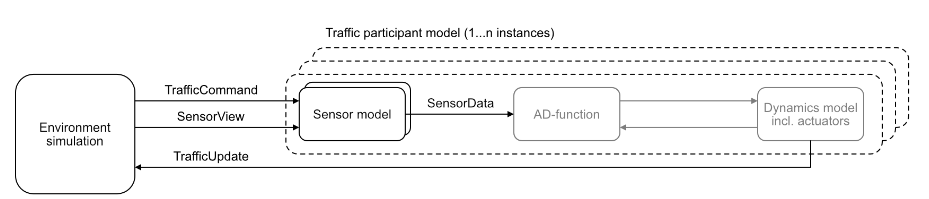 Traffic participant model (1...n instances)
TrafficCommand
SensorView
TrafficUpdate
Environment
simulation
Sensor model
SensorData
AD-function
Dynamics model
incl. actuators